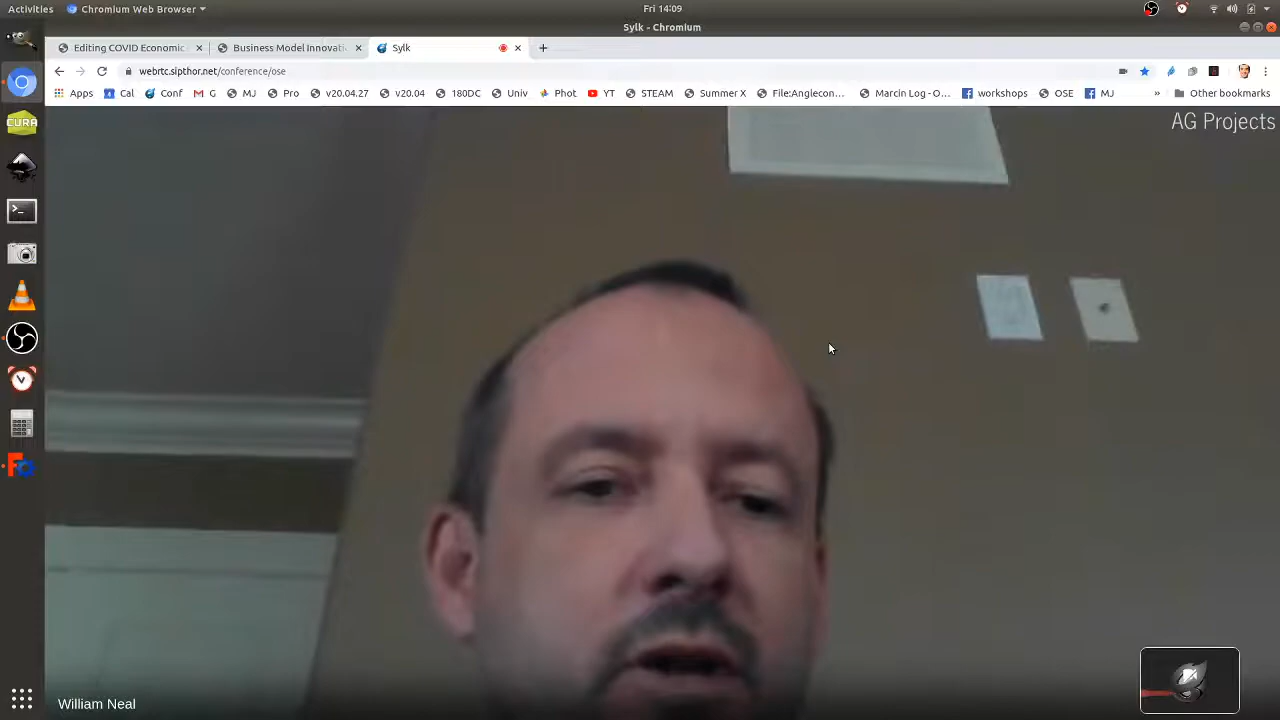 Activities Chromium Web Browser Fri 14:09
Sylk - Chromium
Editing COVID Economic Business Model Innovati Sylk
webrtc.sipthor.net/conference/ose
Apps Cal Conf G MJ Pro v20.04.27 v20.04 180DC Univ Phot YT STEAM Summer X File:Anglecon... Marcin Log - O... workshops OSE MJ » Other bookmarks
AG Projects
CURA
William Neal